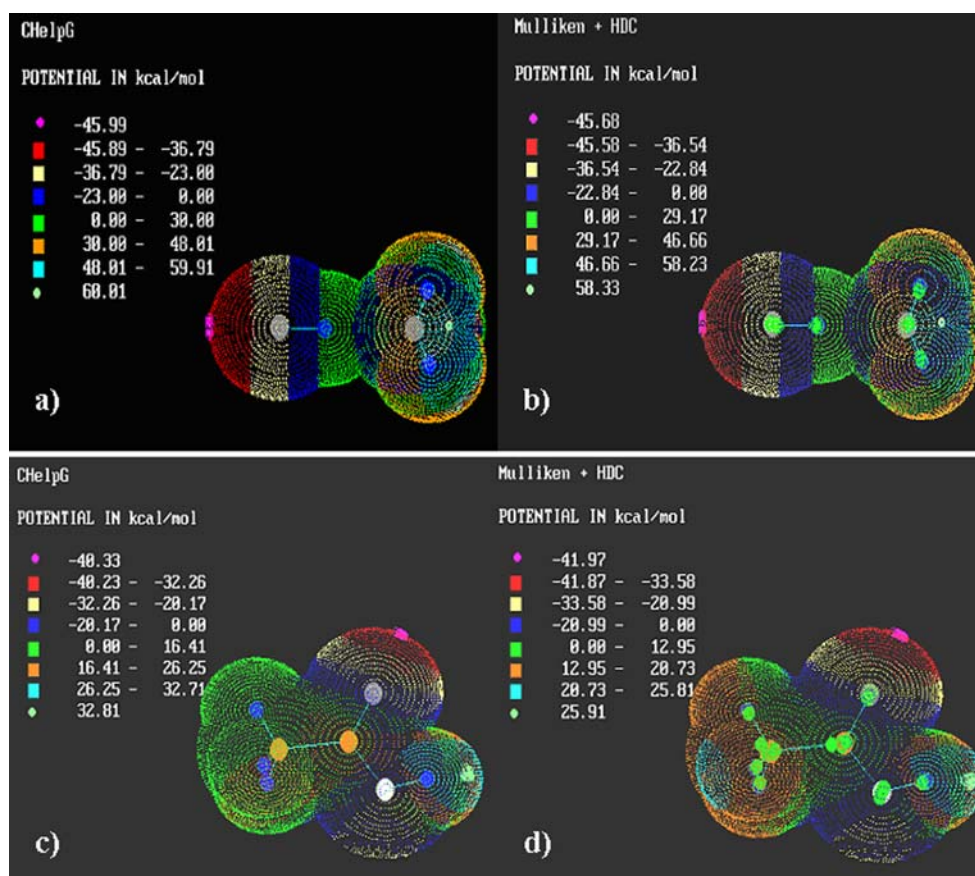 CHelpG
POTENTIAL IN kcal/mol
-45.99
-45.89 - -36.79
-36.79 - -23.00
-23.00 - 0.00
0.00 - 30.00
30.00 - 48.01
48.01 - 59.91
60.01
a)
Mulliken + HDC
POTENTIAL IN kcal/mol
-45.68
-45.58 - -36.54
-36.54 - -22.84
-22.84 - 0.00
0.00 - 29.17
29.17 - 46.66
46.66 - 58.23
58.33
b)
CHelpG
POTENTIAL IN kcal/mol
-40.33
-40.23 - -32.26
-32.26 - -20.17
-20.17 - 0.00
0.00 - 16.41
16.41 - 26.25
26.25 - 32.71
32.81
c)
Mulliken + HDC
POTENTIAL IN kcal/mol
-41.97
-41.87 - -33.58
-33.58 - -20.99
-20.99 - 0.00
0.00 - 12.95
12.95 - 20.73
20.73 - 25.81
25.91
d)